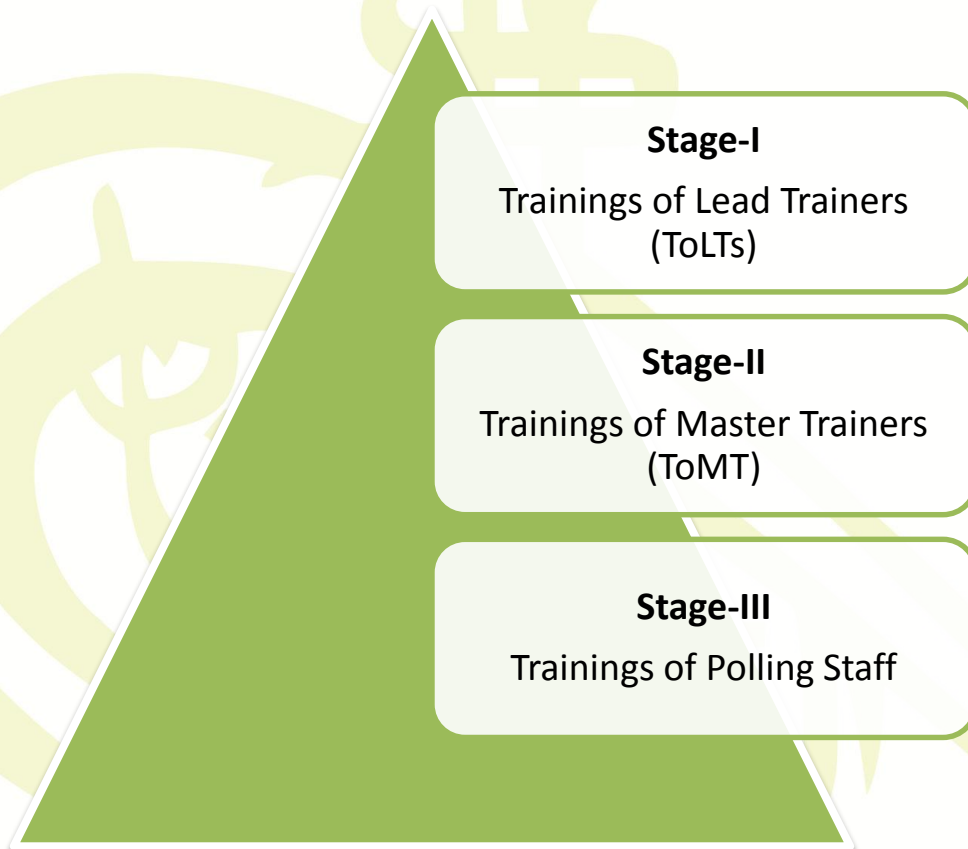 Stage-I
Trainings of Lead Trainers
(ToLTs)
Stage-II
Trainings of Master Trainers
(ToMT)
Stage-III
Trainings of Polling Staff